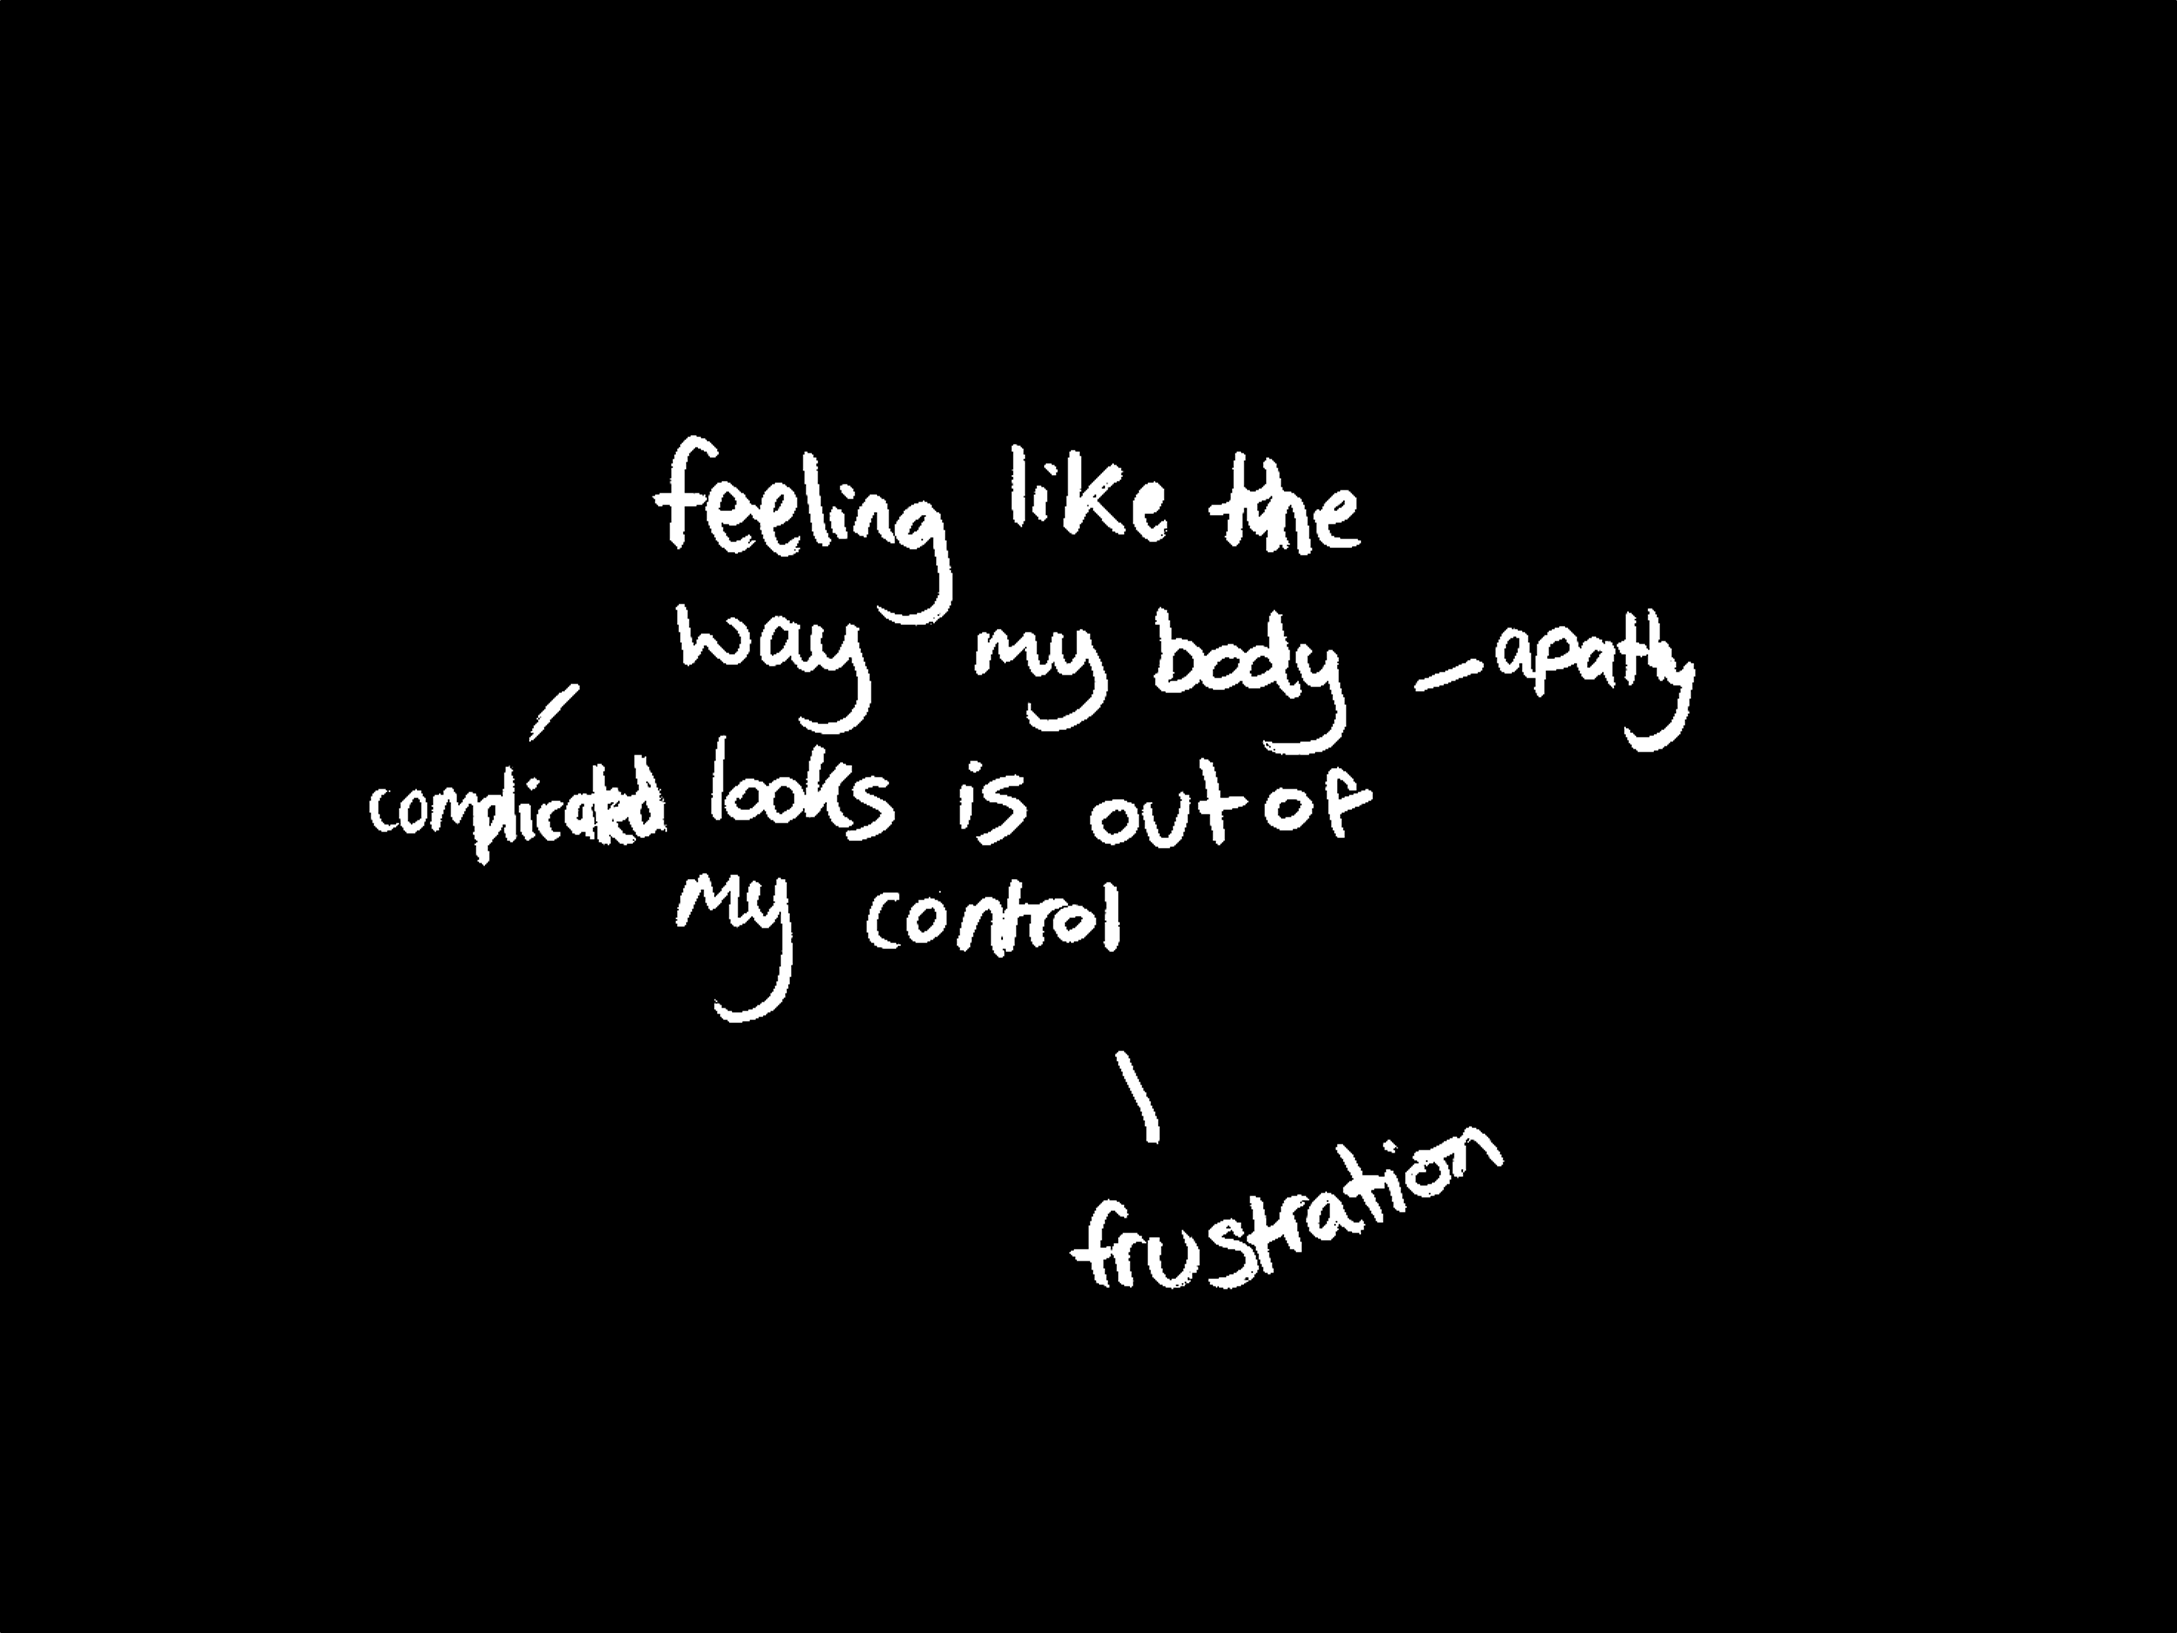 feeling like the
way my body - apathy
complicated looks is out of
my control
frustration